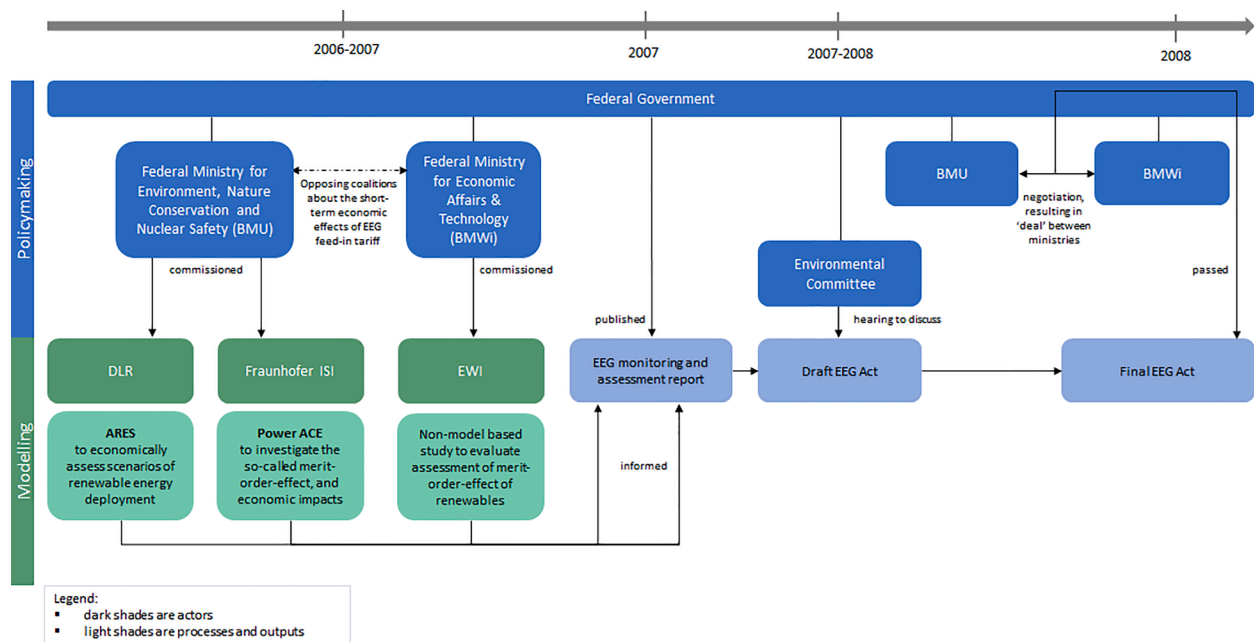 2006-2007
2007
2007-2008
2008
Policymaking
Federal Government
Federal Ministry for
Environment, Nature
Conservation and
Nuclear Safety (BMU)
Opposing coalitions
about the short-
term economic
effects of EEG
feed-in tariff
Federal Ministry
for Economic
Affairs &
Technology
(BMWi)
BMU
BMWi
negotiation,
resulting in
‘deal’ between
ministries
commissioned
commissioned
Environmental
Committee
passed
published
hearing to discuss
Modelling
DLR
Fraunhofer ISI
EWI
EEG monitoring and
assessment report
Draft EEG Act
Final EEG Act
ARES
to economically
assess scenarios of
renewable energy
deployment
Power ACE
to investigate the
so-called merit-
order-effect, and
economic impacts
Non-model based
study to evaluate
assessment of merit-
order-effect of
renewables
informed
Legend:
▪ dark shades are actors
▪ light shades are processes and outputs